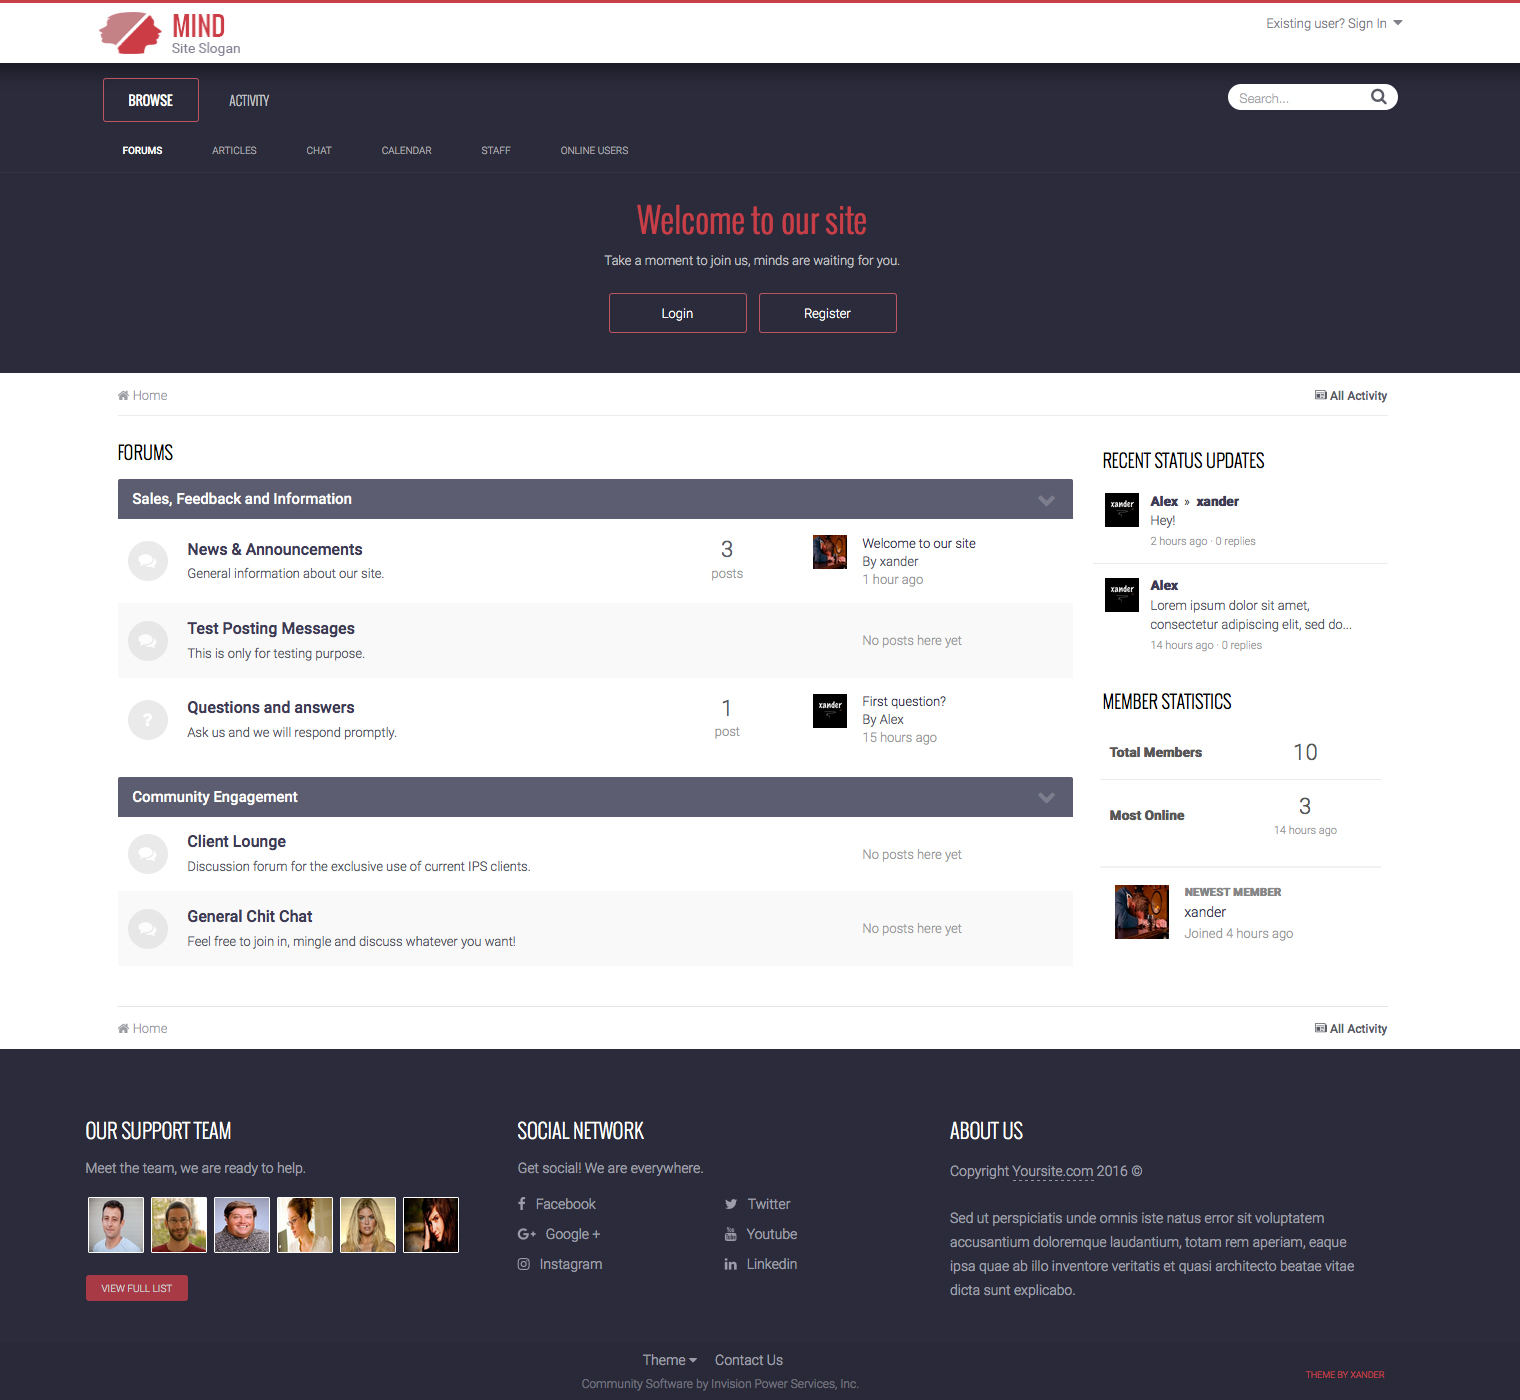 MIND
Site Slogan
Existing user? Sign In
BROWSE
ACTIVITY
Search...
FORUMS
ARTICLES
CHAT
CALENDAR
STAFF
ONLINE USERS
Welcome to our site
Take a moment to join us, minds are waiting for you.
Login
Register
Home
All Activity
FORUMS
Sales, Feedback and Information
News & Announcements
General information about our site.
3
posts
Welcome to our site
By xander
1 hour ago
Test Posting Messages
This is only for testing purpose.
No posts here yet
?
Questions and answers
Ask us and we will respond promptly.
1
post
xander
First question?
By Alex
15 hours ago
Community Engagement
Client Lounge
Discussion forum for the exclusive use of current IPS clients.
No posts here yet
General Chit Chat
Feel free to join in, mingle and discuss whatever you want!
No posts here yet
RECENT STATUS UPDATES
xander
Alex » xander
Hey!
2 hours ago · 0 replies
xander
Alex
Lorem ipsum dolor sit amet,
consectetur adipiscing elit, sed do...
14 hours ago · 0 replies
MEMBER STATISTICS
Total Members
10
Most Online
3
14 hours ago
NEWEST MEMBER
xander
Joined 4 hours ago
Home
All Activity
OUR SUPPORT TEAM
Meet the team, we are ready to help.
VIEW FULL LIST
SOCIAL NETWORK
Get social! We are everywhere.
Facebook
Twitter
Google +
Youtube
Instagram
Linkedin
ABOUT US
Copyright Yoursite.com 2016 ©
Sed ut perspiciatis unde omnis iste natus error sit voluptatem
accusantium doloremque laudantium, totam rem aperiam, eaque
ipsa quae ab illo inventore veritatis et quasi architecto beatae vitae
dicta sunt explicabo.
Theme
Contact Us
Community Software by Invision Power Services, Inc.
THEME BY XANDER